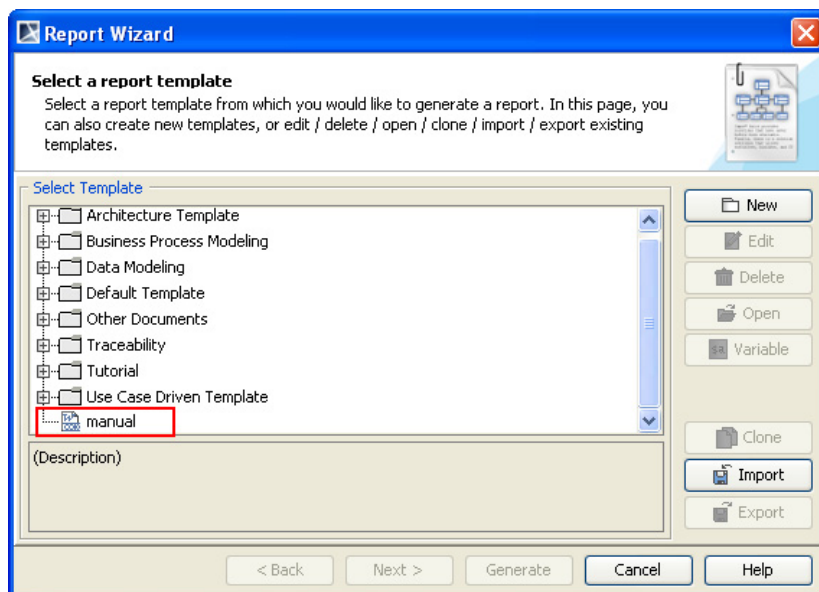 Report Wizard
Select a report template
Select a report template from which you would like to generate a report. In this page, you
can also create new templates, or edit / delete / open / clone / import / export existing
templates.
Select Template
Architecture Template
Business Process Modeling
Data Modeling
Default Template
Other Documents
Traceability
Tutorial
Use Case Driven Template
manual
(Description)
New
Edit
Delete
Open
Variable
Clone
Import
Export
< Back
Next >
Generate
Cancel
Help